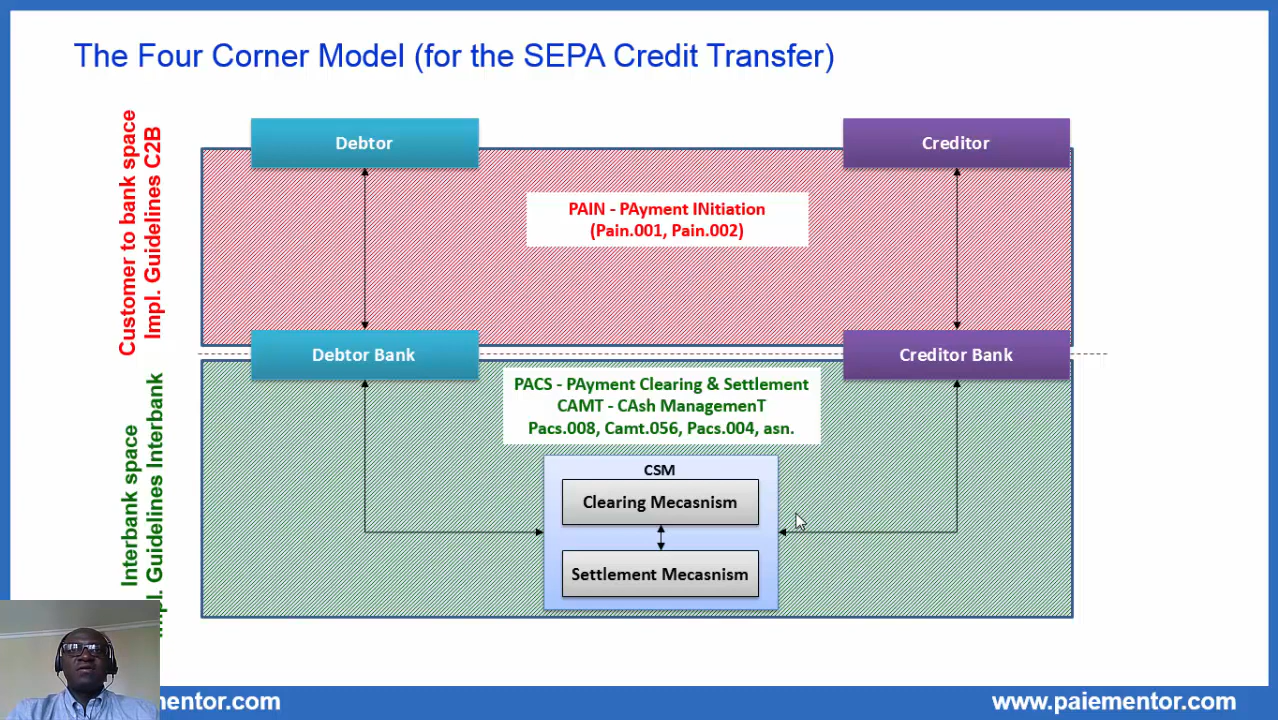 The Four Corner Model (for the SEPA Credit Transfer)
Customer to bank space
Impl. Guidelines C2B
Debtor
Creditor
PAIN - PAyment INitiation
(Pain.001, Pain.002)
Debtor Bank
Creditor Bank
Interbank space
Impl. Guidelines Interbank
PACS - PAyment Clearing & Settlement
CAMT - CAsh ManagemenT
Pacs.008, Camt.056, Pacs.004, asn.
CSM
Clearing Mecasnism
Settlement Mecasnism
mentor.com
www.paiementor.com